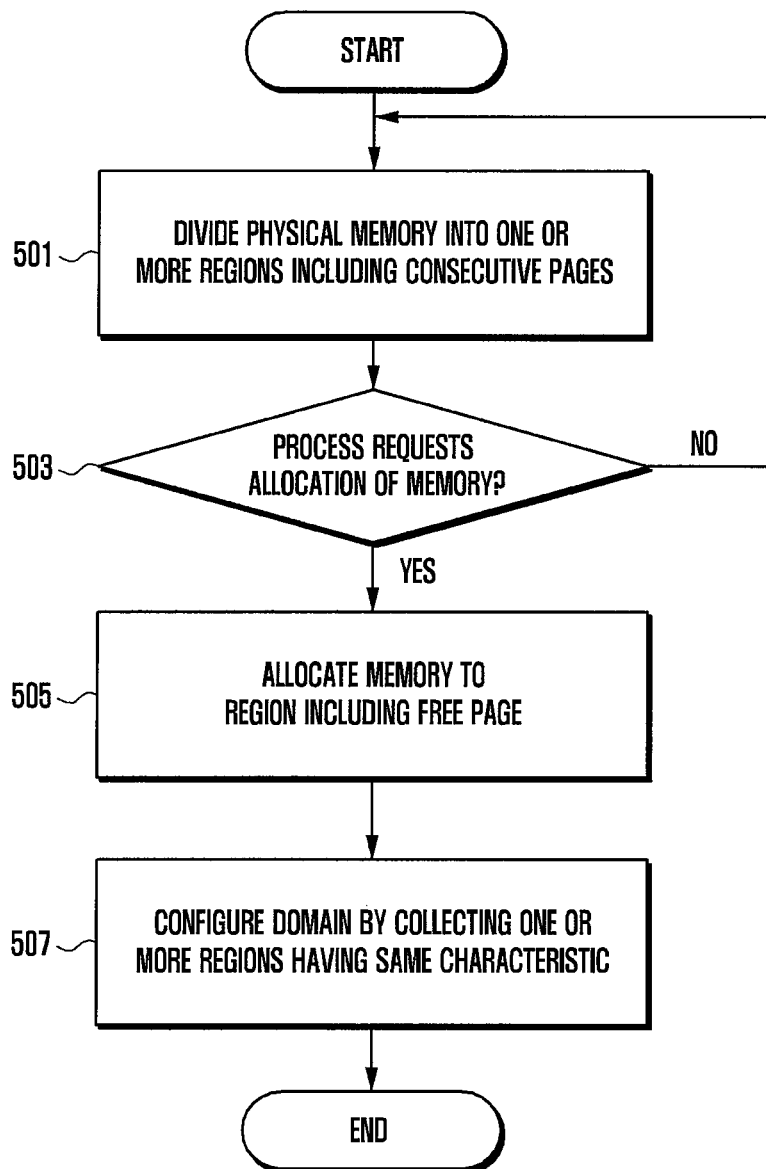 START
501
DIVIDE PHYSICAL MEMORY INTO ONE OR
MORE REGIONS INCLUDING CONSECUTIVE PAGES
503
PROCESS REQUESTS
ALLOCATION OF MEMORY?
NO
YES
505
ALLOCATE MEMORY TO
REGION INCLUDING FREE PAGE
507
CONFIGURE DOMAIN BY COLLECTING ONE OR
MORE REGIONS HAVING SAME CHARACTERISTIC
END